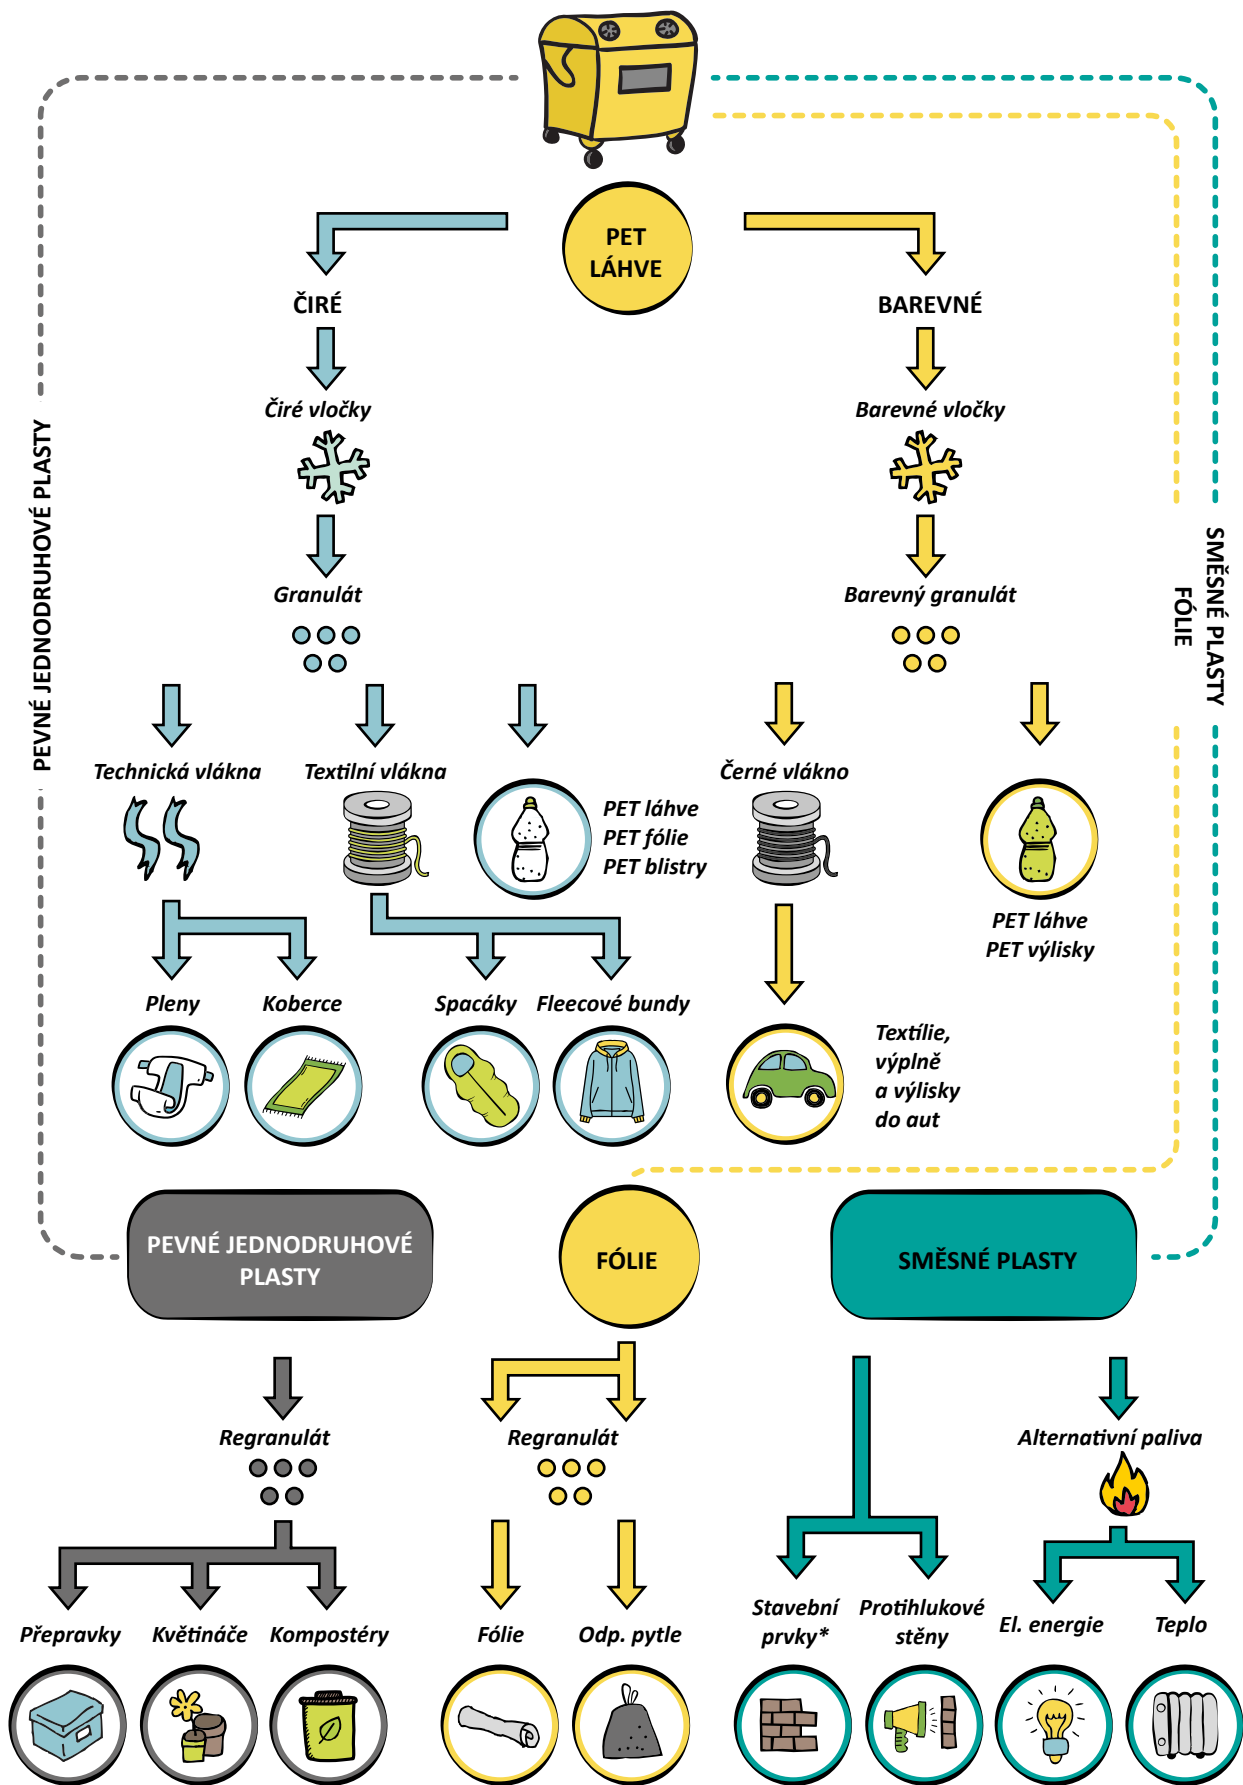 PET
LÁHVE
ČIRÉ
BAREVNÉ
Čiré vločky
Barevné vločky
PEVNÉ JEDNODRUHOVÉ PLASTY
FÓLIE
SMĚSNÉ PLASTY
Granulát
Barevný granulát
Technická vlákna
Textilní vlákna
PET láhve
PET fólie
PET blistry
Černé vlákno
PET láhve
PET výlisky
Pleny
Koberce
Spacáky
Fleecové bundy
Textílie,
výplně
a výlisky
do aut
PEVNÉ JEDNODRUHOVÉ
PLASTY
FÓLIE
SMĚSNÉ PLASTY
Regranulát
Regranulát
Alternativní paliva
Přepravky
Květináče
Kompostéry
Fólie
Odp. pytle
Stavební
prvky*
Protihlukové
stěny
El. energie
Teplo